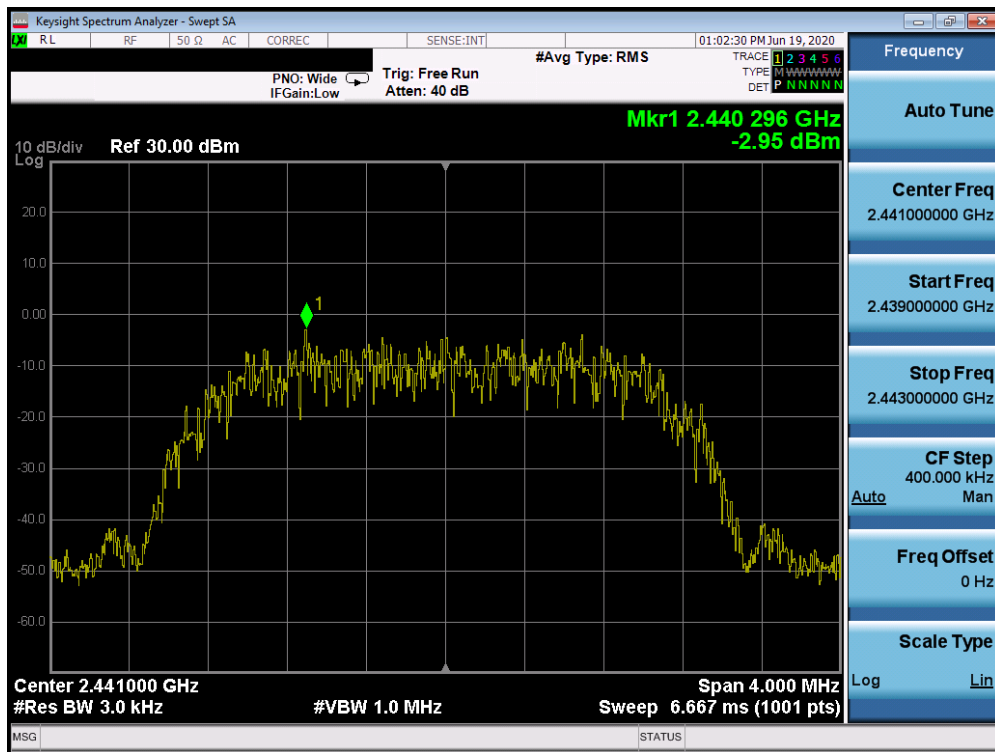 Keysight Spectrum Analyzer - Swept SA
LXI RL RF 50 Ω AC CORREC SENSE:INT 01:02:30 PM Jun 19, 2020
Frequency
#Avg Type: RMS
TRACE 1 2 3 4 5 6
PNO: Wide Trig: Free Run
TYPE M W W W W W
IFGain:Low Atten: 40 dB
DET P N N N N N
Auto Tune
Mkr1 2.440 296 GHz
-2.95 dBm
10 dB/div Ref 30.00 dBm
Log
20.0
10.0
0.00
-10.0
-20.0
-30.0
-40.0
-50.0
-60.0
1
Center Freq
2.441000000 GHz
Start Freq
2.439000000 GHz
Stop Freq
2.443000000 GHz
CF Step
400.000 kHz
Auto Man
Freq Offset
0 Hz
Scale Type
Log Lin
Center 2.441000 GHz Span 4.000 MHz
#Res BW 3.0 kHz #VBW 1.0 MHz Sweep 6.667 ms (1001 pts)
MSG STATUS